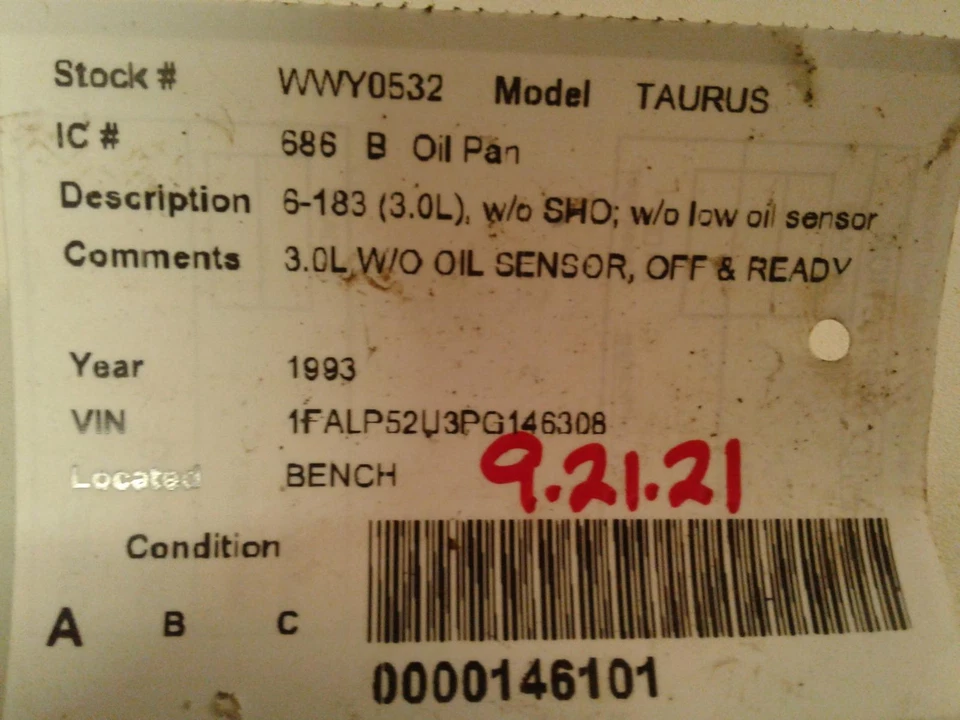 Stock # WWY0532 Model TAURUS
IC # 686 B Oil Pan
Description 6-183 (3.0L), w/o SHO; w/o low oil sensor
Comments 3.0L W/O OIL SENSOR, OFF & READY
Year 1993
VIN 1FALP52U3PG146308
Located BENCH 9.21.21
Condition
A B C
0000146101